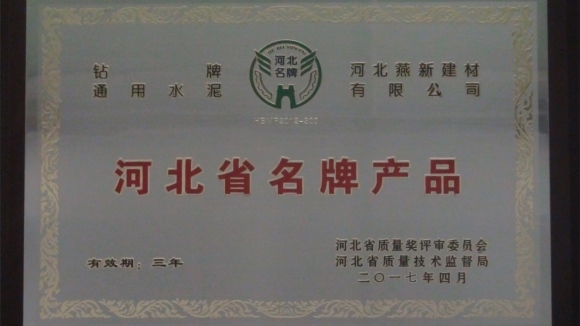 钻牌
通用水泥
河北
名牌
河北燕新建材
有限公司
河北省名牌产品
有效期：三年
河北省质量奖评审委员会
河北省质量技术监督局
二〇一七年四月